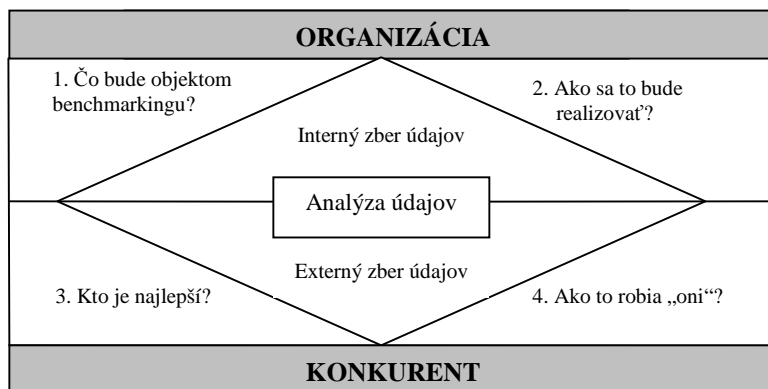 ORGANIZÁCIA
1. Čo bude objektom
benchmarkingu?
2. Ako sa to bude
realizovať?
Interný zber údajov
Analýza údajov
Externý zber údajov
3. Kto je najlepší?
4. Ako to robia „oni“?
KONKURENT